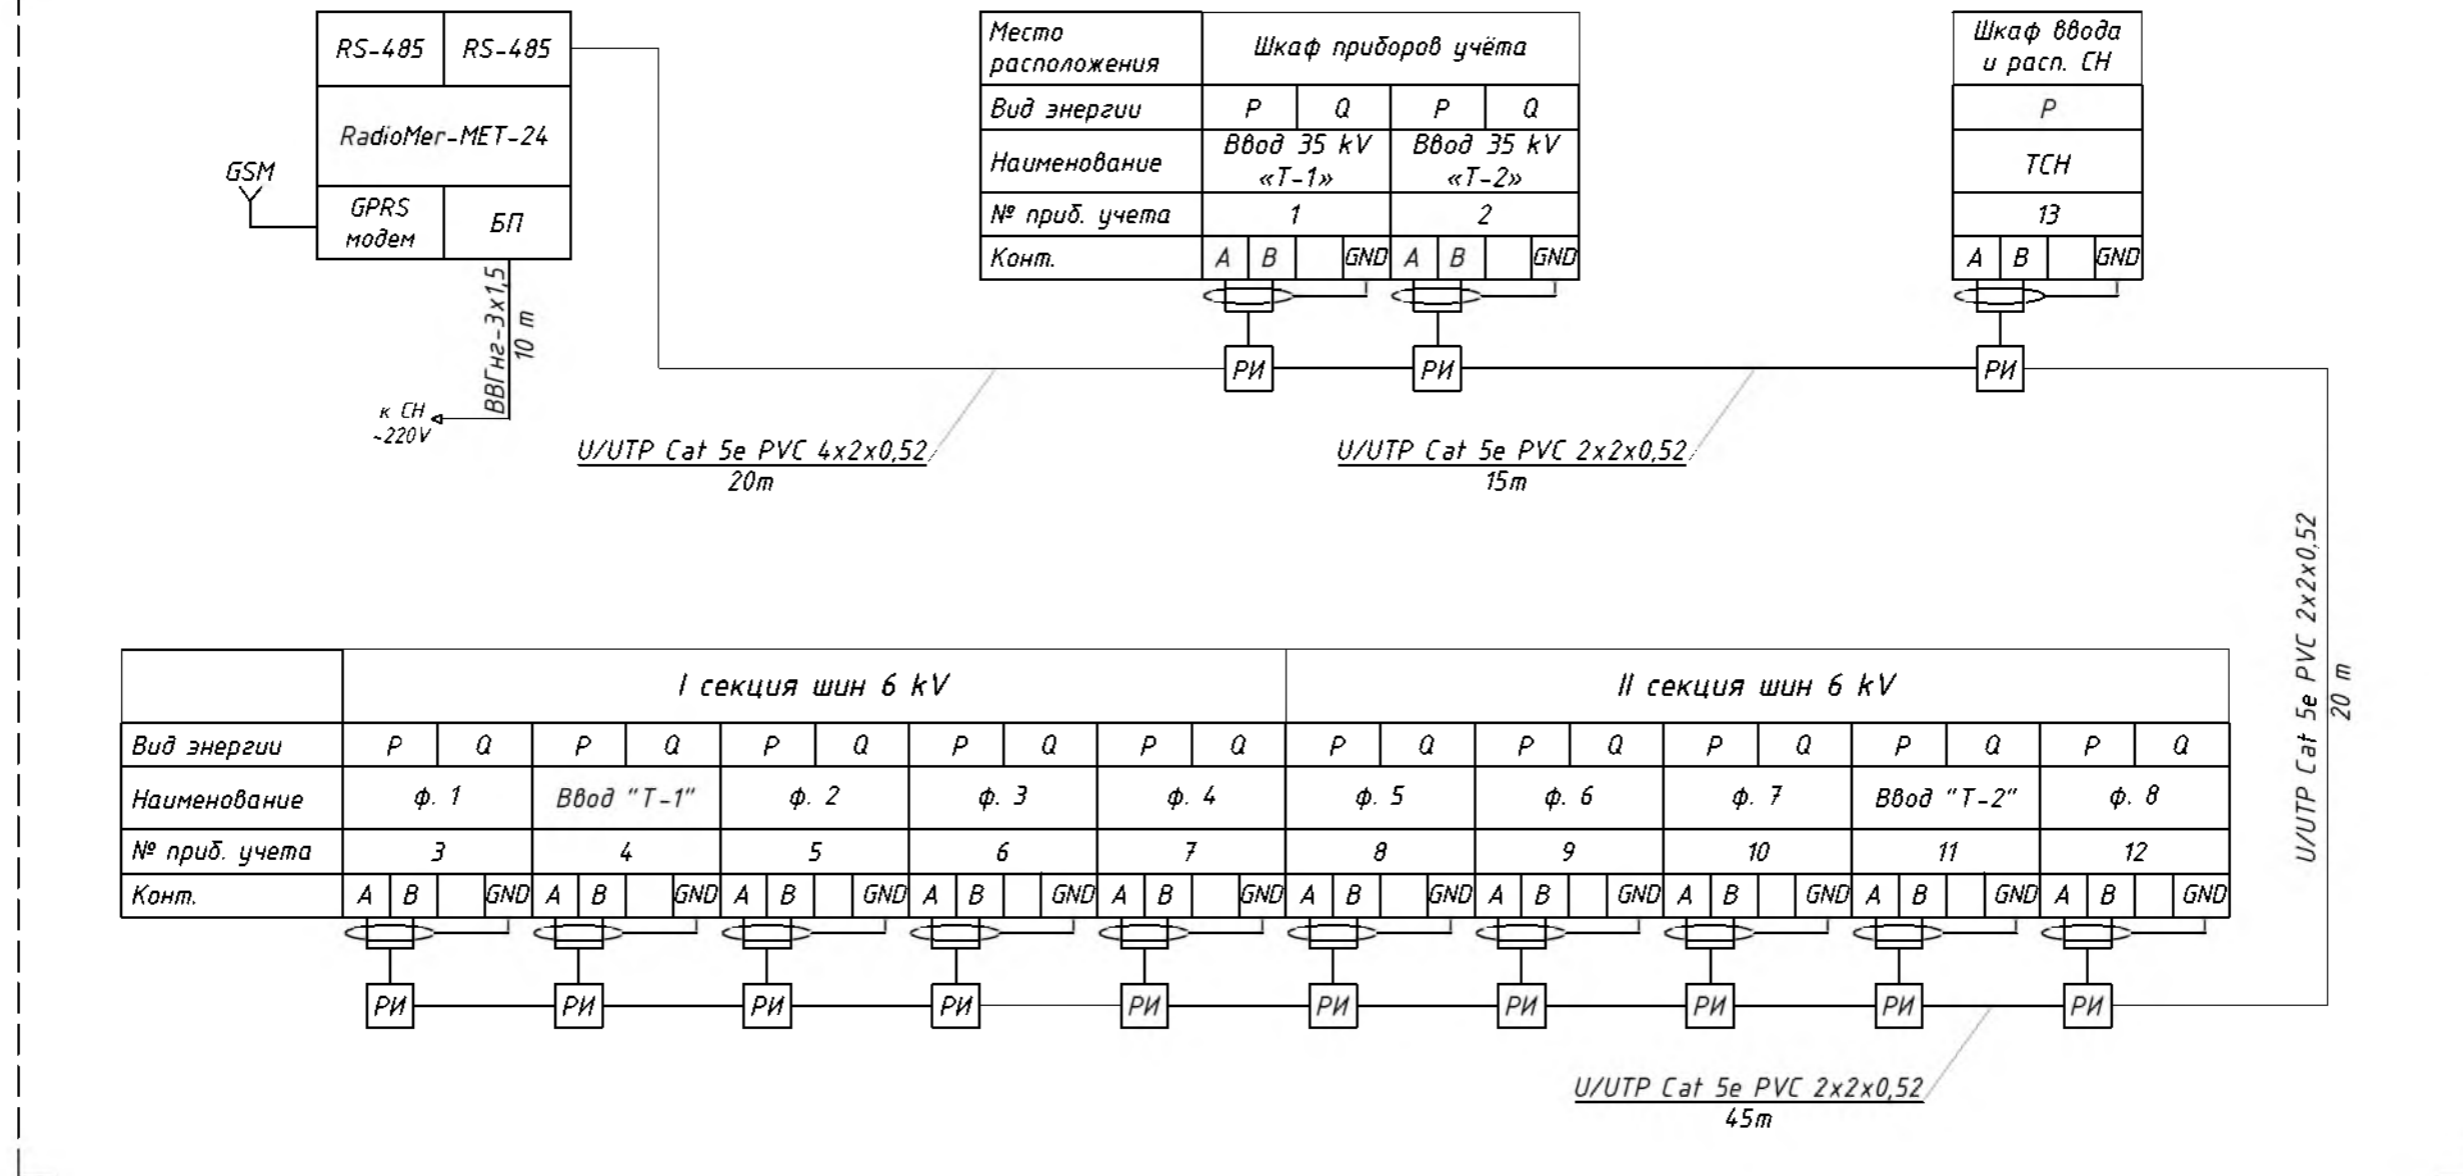 RS-485 RS-485
RadioMer-MET-24
GSM
GPRS
модем
БП
ВВГнг-3х1,5
10 m
к СН
~220V
Место
расположения
Шкаф приборов учёта
Вид энергии P Q P Q
Наименование
Ввод 35 kV
«Т-1»
Ввод 35 kV
«Т-2»
№ приб. учета 1 2
Конт. A B GND A B GND
Шкаф ввода
и расп. СН
P
ТСН
13
A B GND
РИ РИ РИ
U/UTP Cat 5e PVC 4x2x0,52
20m
U/UTP Cat 5e PVC 2x2x0,52
15m
U/UTP Cat 5e PVC 2x2x0,52
20 m
I секция шин 6 kV II секция шин 6 kV
Вид энергии P Q P Q P Q P Q P Q P Q P Q P Q P Q P Q
Наименование ф. 1 Ввод "Т-1" ф. 2 ф. 3 ф. 4 ф. 5 ф. 6 ф. 7 Ввод "Т-2" ф. 8
№ приб. учета 3 4 5 6 7 8 9 10 11 12
Конт. A B GND A B GND A B GND A B GND A B GND A B GND A B GND A B GND A B GND A B GND
РИ РИ РИ РИ РИ РИ РИ РИ РИ РИ
U/UTP Cat 5e PVC 2x2x0,52
45m